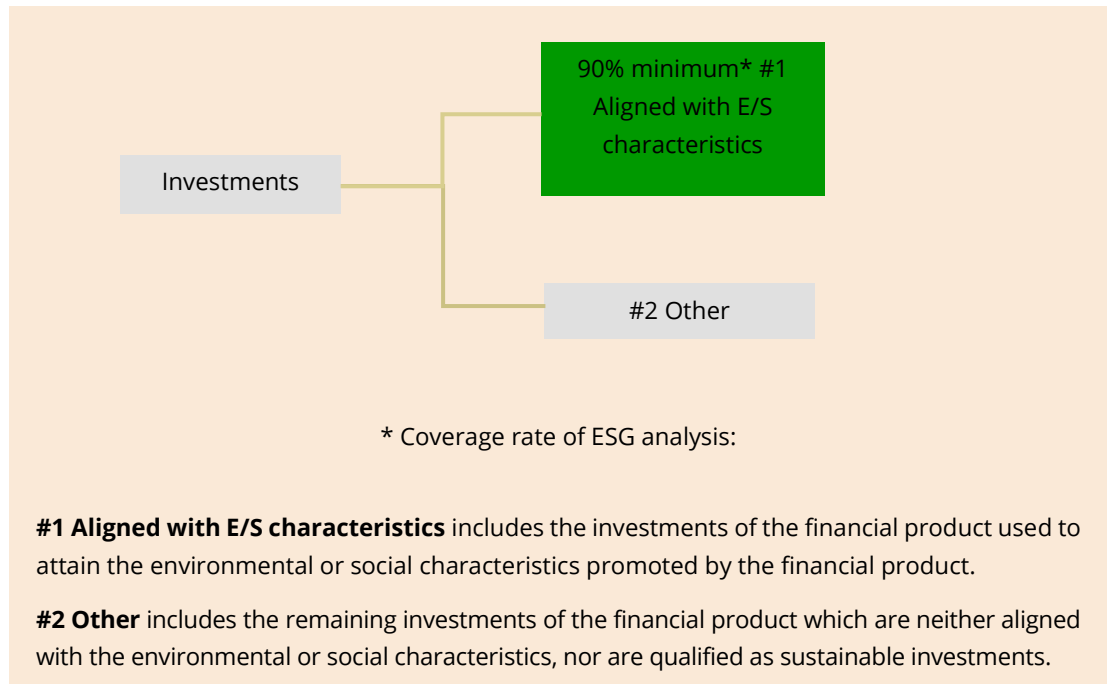 90% minimum* #1
Aligned with E/S
characteristics
Investments
#2 Other
* Coverage rate of ESG analysis:
#1 Aligned with E/S characteristics includes the investments of the financial product used to
attain the environmental or social characteristics promoted by the financial product.
#2 Other includes the remaining investments of the financial product which are neither aligned
with the environmental or social characteristics, nor are qualified as sustainable investments.